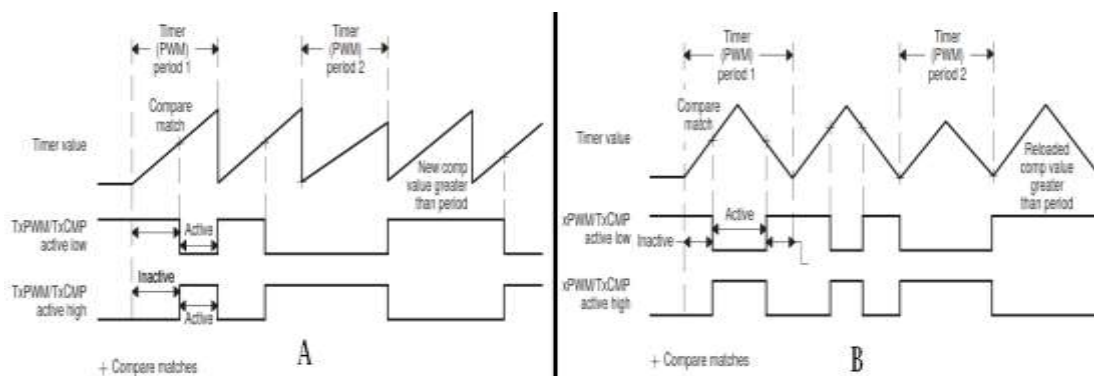 Timer
(PWM)
period 1
Timer
(PWM)
period 2
Compare
match
Timer value
New comp
value greater
than period
TxPWM/TxCMP
active low
Active
Inactive
TxPWM/TxCMP
active high
Active
A
+ Compare matches
Timer
(PWM)
period 1
Timer
(PWM)
period 2
Compare
match
Timer value
Reloaded
comp value
greater
than period
xPWM/TxCMP
active low
Active
Inactive
xPWM/TxCMP
active high
B
+ Compare matches